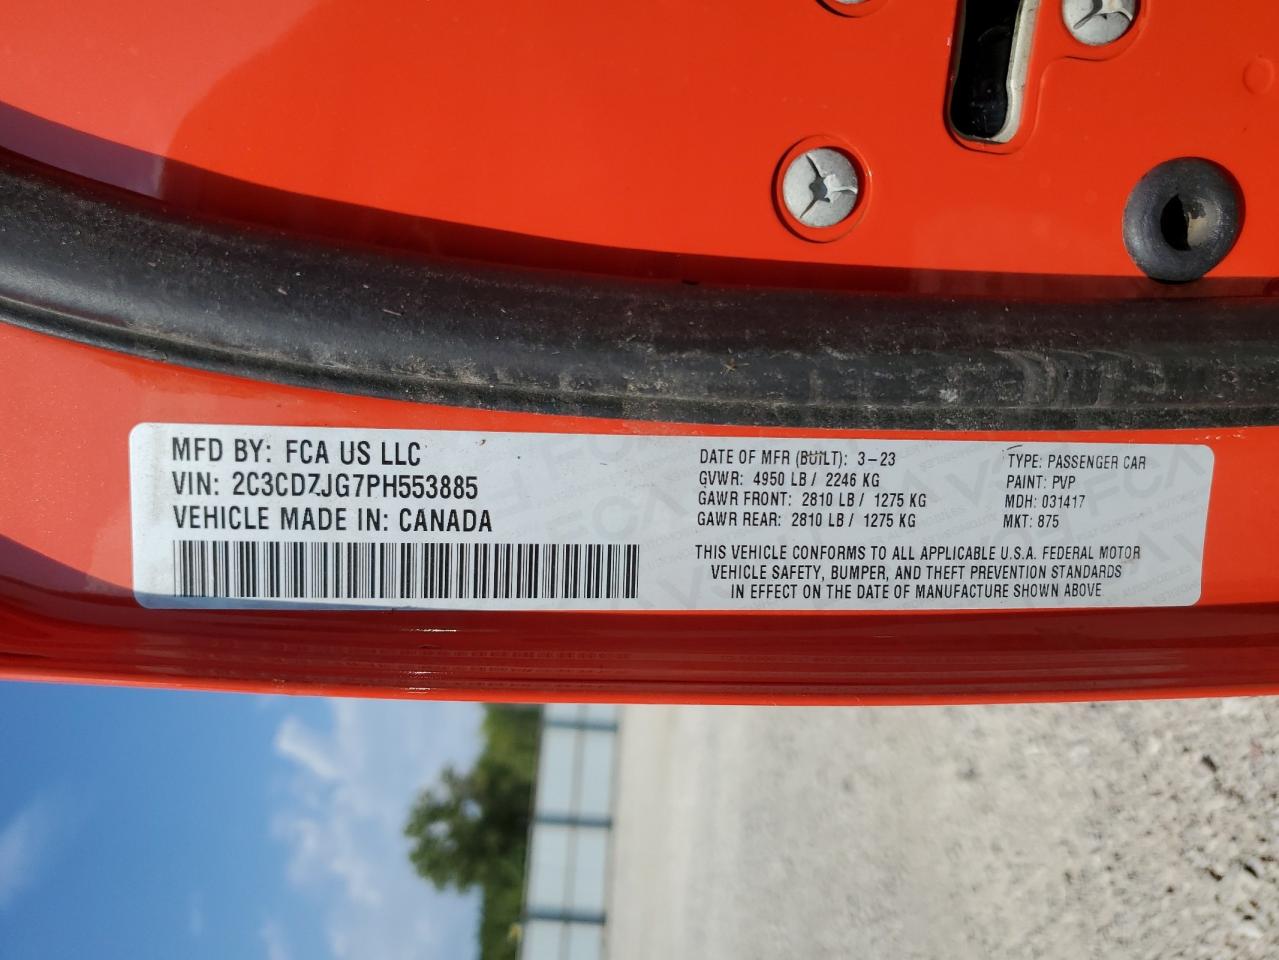 MFD BY: FCA US LLC
VIN: 2C3CDZJG7PH553885
VEHICLE MADE IN: CANADA
DATE OF MFR (BUILT): 3-23
GVWR: 4950 LB / 2246 KG
GAWR FRONT: 2810 LB / 1275 KG
GAWR REAR: 2810 LB / 1275 KG
TYPE: PASSENGER CAR
PAINT: PVP
MDH: 031417
MKT: 875
THIS VEHICLE CONFORMS TO ALL APPLICABLE U.S.A. FEDERAL MOTOR
VEHICLE SAFETY, BUMPER, AND THEFT PREVENTION STANDARDS
IN EFFECT ON THE DATE OF MANUFACTURE SHOWN ABOVE